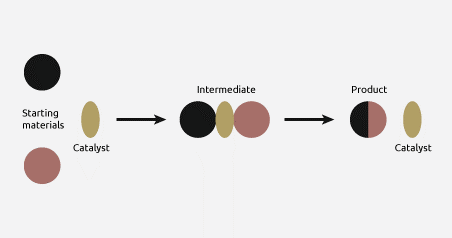 Starting
materials
Catalyst
Intermediate
Product
Catalyst